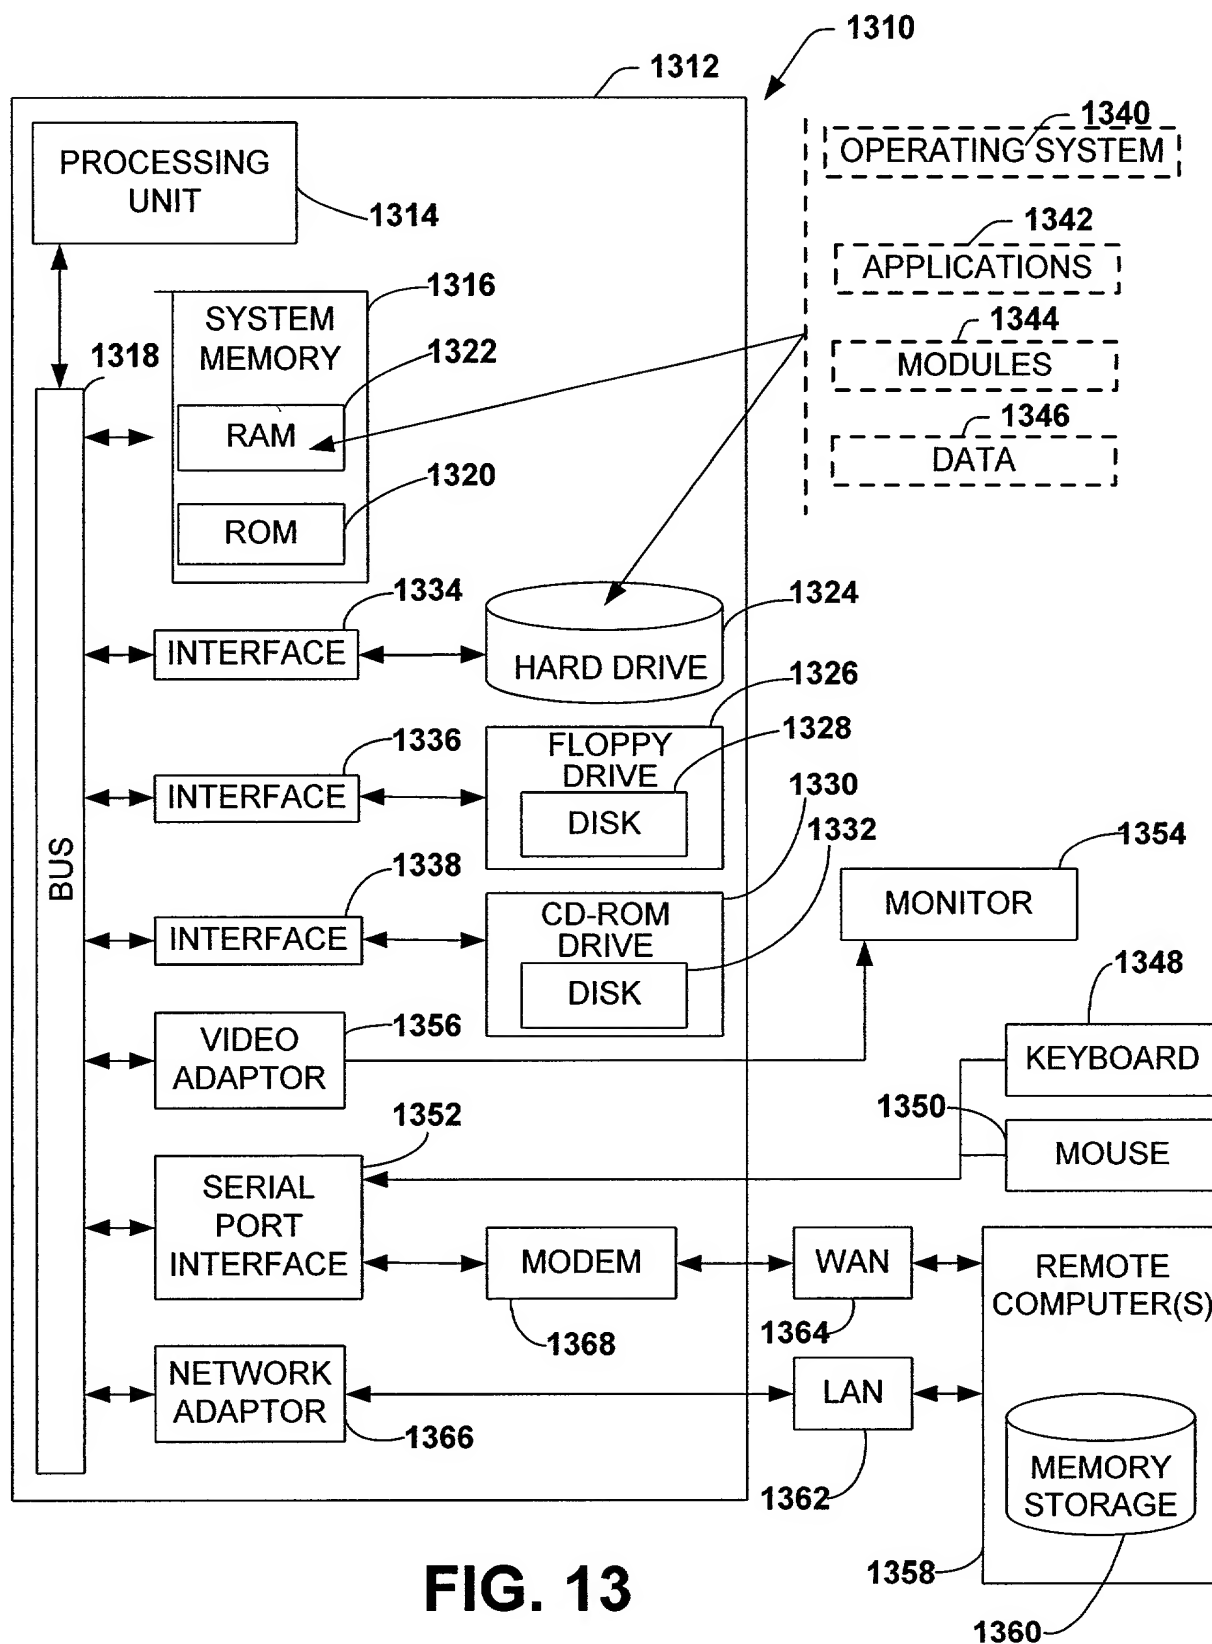 1310
1312
1340
OPERATING SYSTEM
PROCESSING
UNIT
1314
1342
APPLICATIONS
1316
SYSTEM
MEMORY
1344
MODULES
1318
1322
RAM
1346
DATA
1320
ROM
1334
INTERFACE
1324
HARD DRIVE
1326
1336
INTERFACE
FLOPPY
DRIVE
1328
DISK
1330
1332
1338
INTERFACE
CD-ROM
DRIVE
DISK
1354
MONITOR
BUS
1348
KEYBOARD
1356
VIDEO
ADAPTOR
1350
MOUSE
1352
SERIAL
PORT
INTERFACE
MODEM
1368
WAN
1364
REMOTE
COMPUTER(S)
NETWORK
ADAPTOR
1366
LAN
1362
MEMORY
STORAGE
1358
1360
FIG. 13